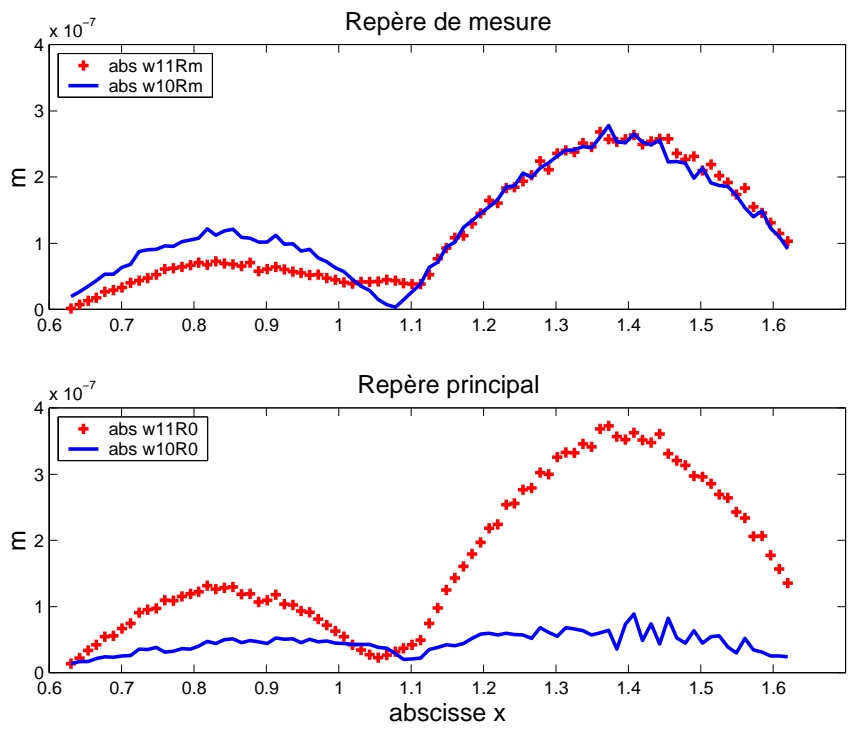 Repère de mesure
x 10⁻⁷
4
3
2
1
0
m
abs w11Rm
abs w10Rm
0.6 0.7 0.8 0.9 1 1.1 1.2 1.3 1.4 1.5 1.6
Repère principal
x 10⁻⁷
4
3
2
1
0
m
abs w11R0
abs w10R0
0.6 0.7 0.8 0.9 1 1.1 1.2 1.3 1.4 1.5 1.6
abscisse x